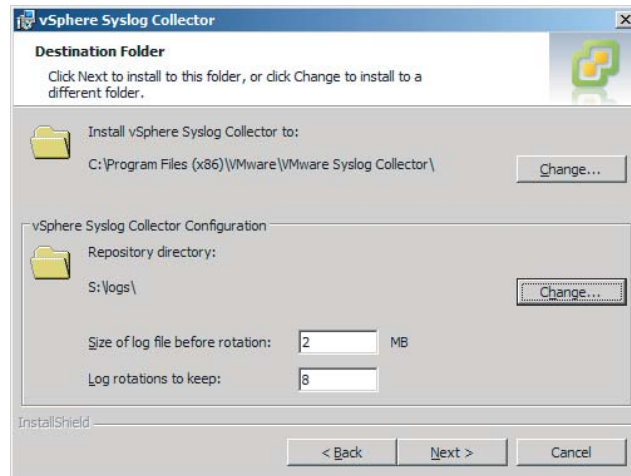 vSphere Syslog Collector
Destination Folder
Click Next to install to this folder, or click Change to install to a
different folder.
Install vSphere Syslog Collector to:
C:\Program Files (x86)\VMware\VMware Syslog Collector\
Change...
vSphere Syslog Collector Configuration
Repository directory:
S:\logs\
Change...
Size of log file before rotation: 2 MB
Log rotations to keep: 8
InstallShield
< Back Next > Cancel